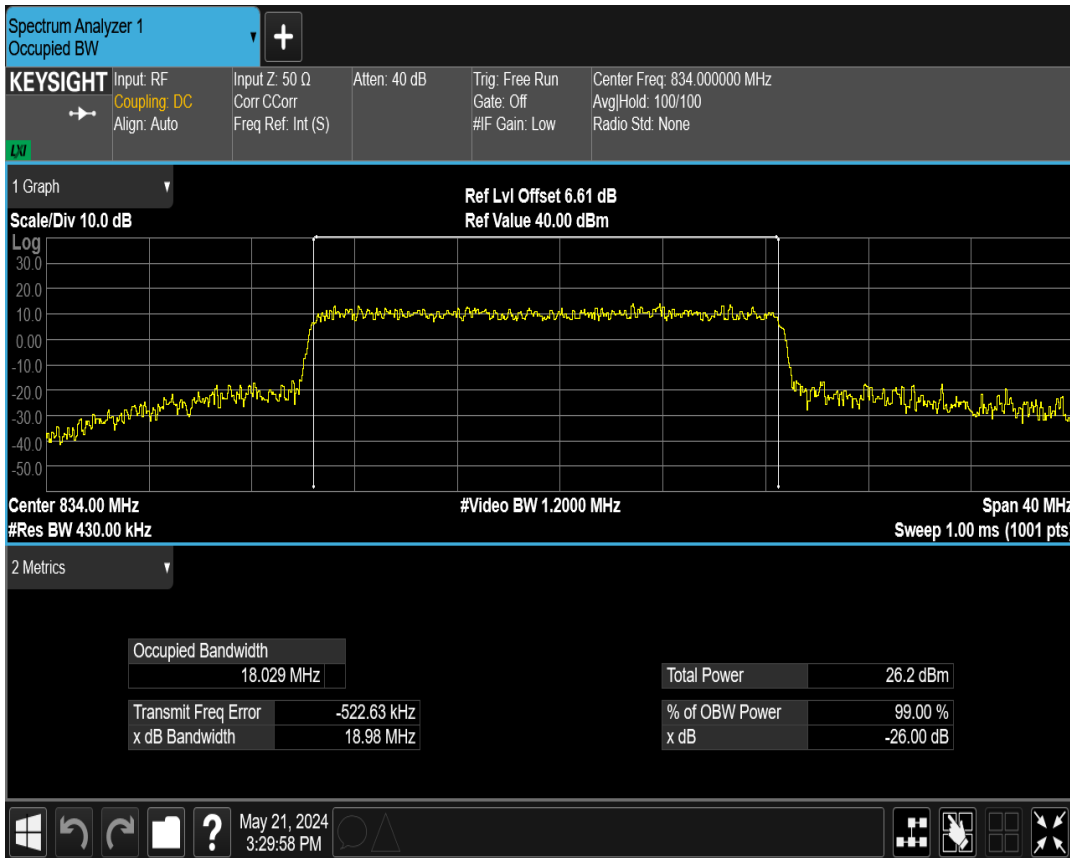 Spectrum Analyzer 1
Occupied BW
KEYSIGHT
LXI
Input: RF
Coupling: DC
Align: Auto
Input Z: 50 Ω
Corr CCorr
Freq Ref: Int (S)
Atten: 40 dB
Trig: Free Run
Gate: Off
#IF Gain: Low
Center Freq: 834.000000 MHz
Avg|Hold: 100/100
Radio Std: None
1 Graph
Scale/Div 10.0 dB
Ref Lvl Offset 6.61 dB
Ref Value 40.00 dBm
Log
30.0
20.0
10.0
0.00
-10.0
-20.0
-30.0
-40.0
-50.0
Center 834.00 MHz
#Video BW 1.2000 MHz
Span 40 MHz
#Res BW 430.00 kHz
Sweep 1.00 ms (1001 pts)
2 Metrics
Occupied Bandwidth
18.029 MHz
Transmit Freq Error -522.63 kHz
x dB Bandwidth 18.98 MHz
Total Power 26.2 dBm
% of OBW Power 99.00 %
x dB -26.00 dB
?
May 21, 2024
3:29:58 PM